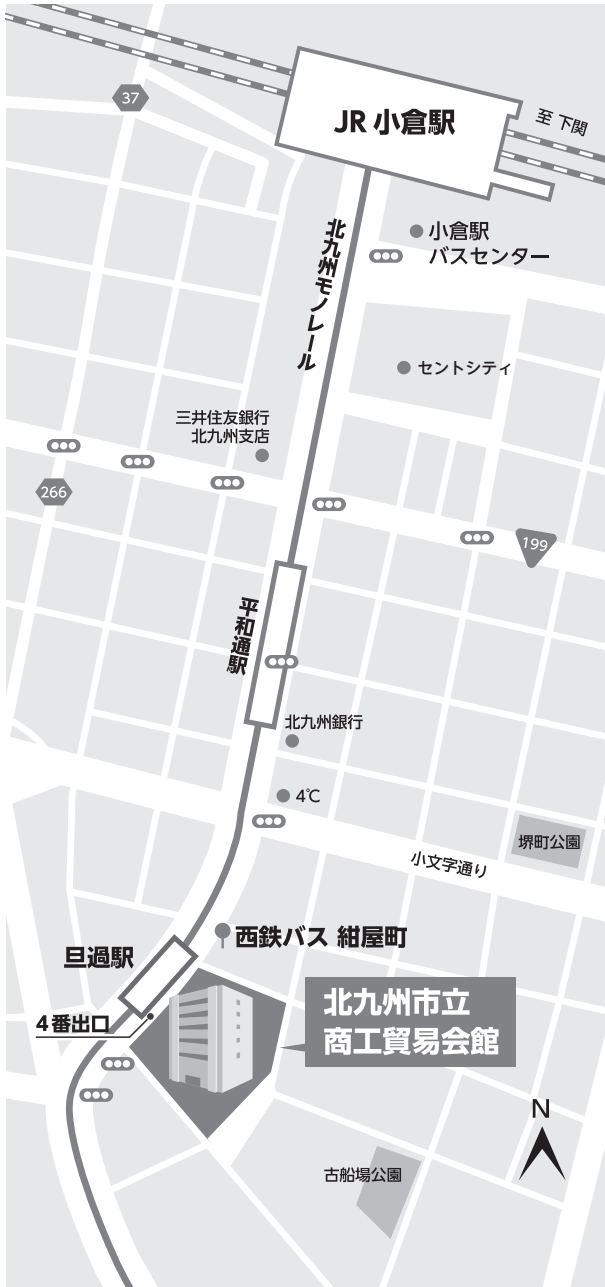 37
JR 小倉駅
至 下関
北九州モノレール
小倉駅
バスセンター
セントシティ
三井住友銀行
北九州支店
266
199
平和通駅
北九州銀行
4℃
堺町公園
小文字通り
西鉄バス 紺屋町
旦過駅
4番出口
北九州市立
商工貿易会館
N
古船場公園